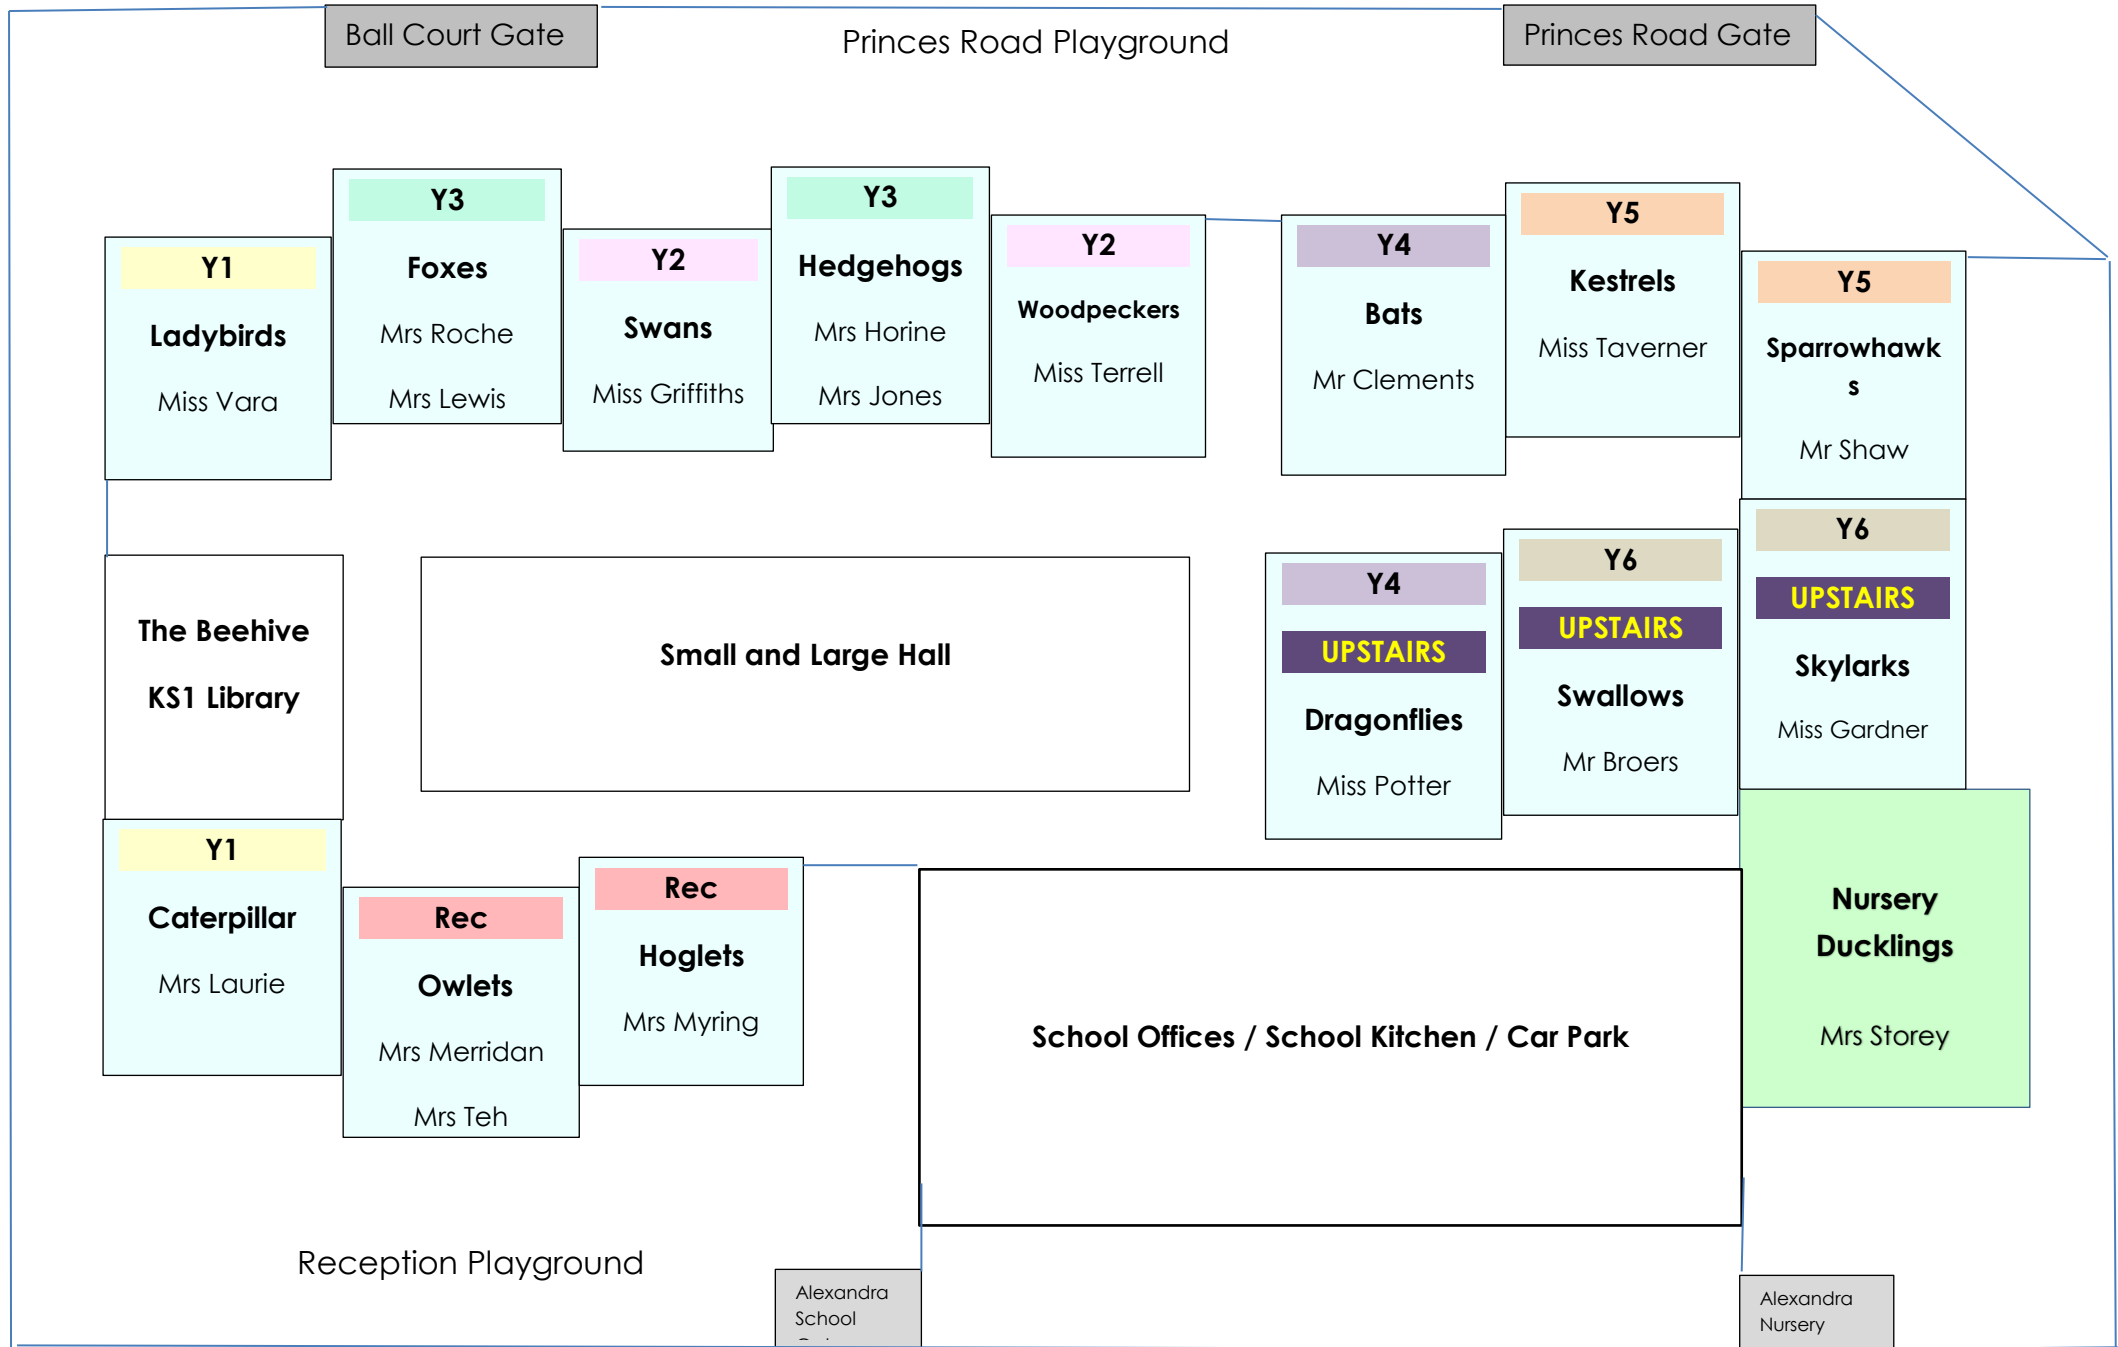 Ball Court Gate
Princes Road Playground
Princes Road Gate
Y1
Ladybirds
Miss Vara
Y3
Foxes
Mrs Roche
Mrs Lewis
Y2
Swans
Miss Griffiths
Y3
Hedgehogs
Mrs Horine
Mrs Jones
Y2
Woodpeckers
Miss Terrell
Y4
Bats
Mr Clements
Y5
Kestrels
Miss Taverner
Y5
Sparrowhawk
s
Mr Shaw
The Beehive
KS1 Library
Small and Large Hall
Y4
UPSTAIRS
Dragonflies
Miss Potter
Y6
UPSTAIRS
Swallows
Mr Broers
Y6
UPSTAIRS
Skylarks
Miss Gardner
Y1
Caterpillar
Mrs Laurie
Rec
Owlets
Mrs Merridan
Mrs Teh
Rec
Hoglets
Mrs Myring
School Offices / School Kitchen / Car Park
Nursery
Ducklings
Mrs Storey
Reception Playground
Alexandra
School
Alexandra
Nursery